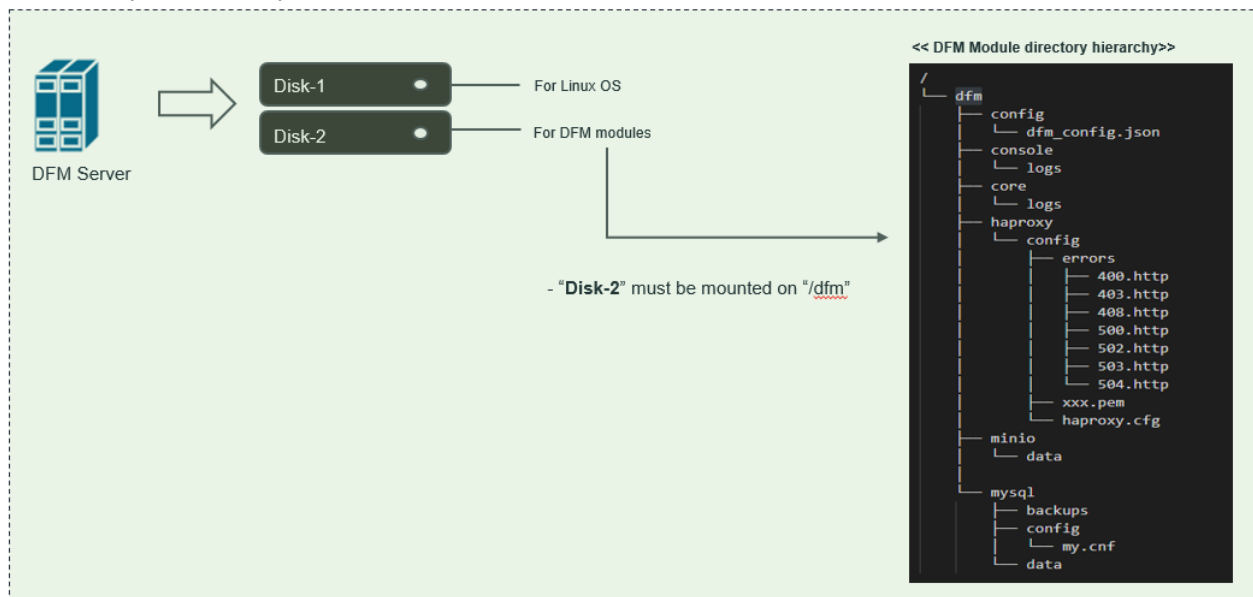 DFM Server
Disk-1
Disk-2
For Linux OS
For DFM modules
- “Disk-2” must be mounted on “/dfm”
<< DFM Module directory hierarchy>>
/
└── dfm
    ├── config
    │   └── dfm_config.json
    ├── console
    │   └── logs
    ├── core
    │   └── logs
    ├── haproxy
    │   └── config
    │       ├── errors
    │       │   ├── 400.http
    │       │   ├── 403.http
    │       │   ├── 408.http
    │       │   ├── 500.http
    │       │   ├── 502.http
    │       │   ├── 503.http
    │       │   └── 504.http
    │       ├── xxx.pem
    │       └── haproxy.cfg
    ├── minio
    │   └── data
    │
    └── mysql
        ├── backups
        ├── config
        │   └── my.cnf
        └── data